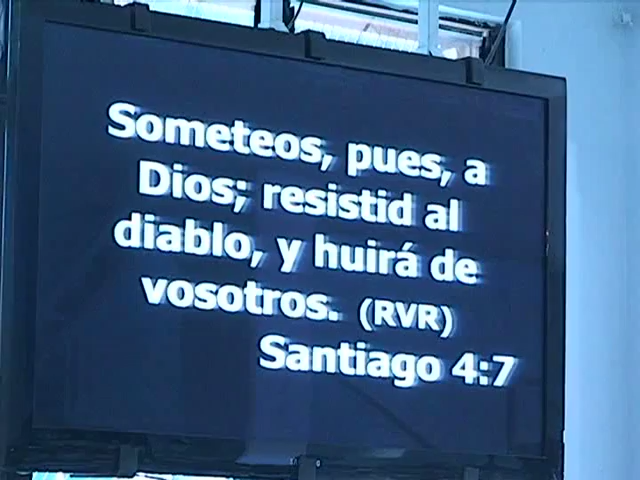 Someteos, pues, a
Dios; resistid al
diablo, y huirá de
vosotros. (RVR)
Santiago 4:7